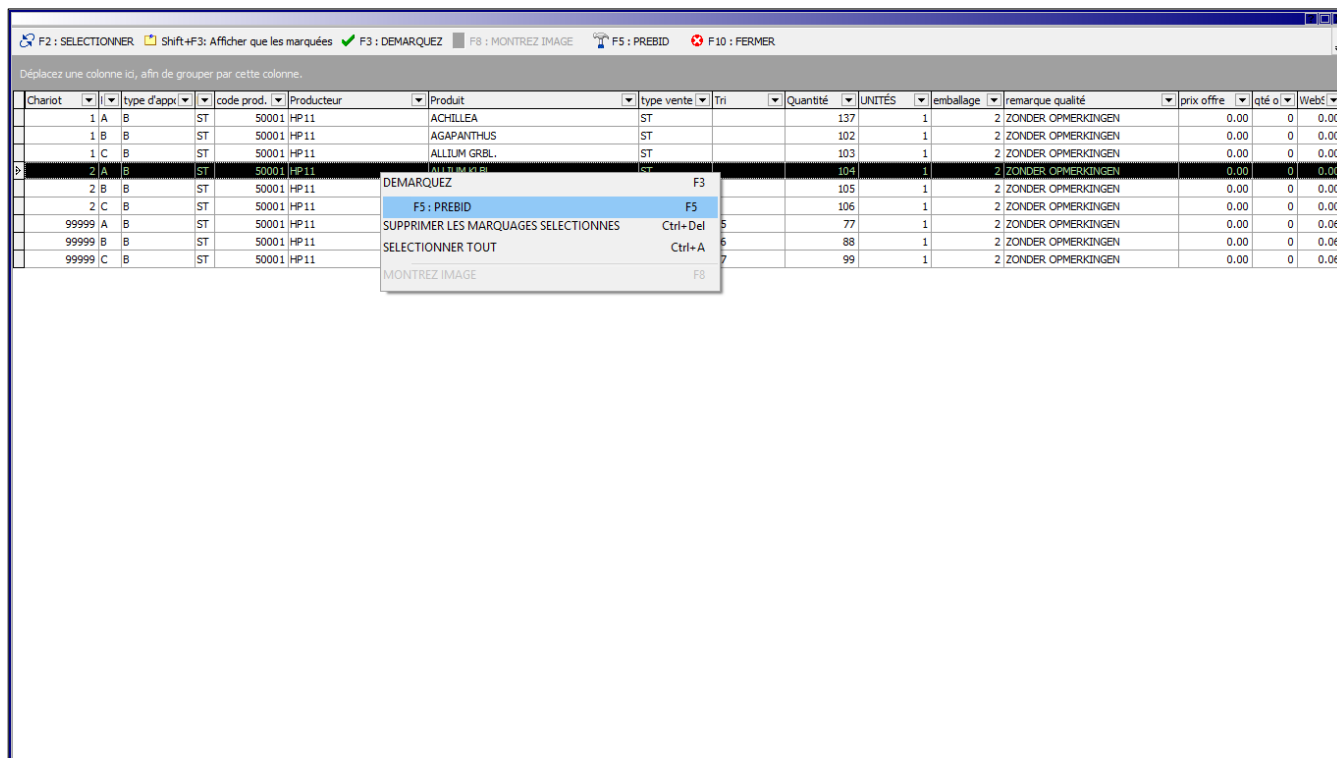 F2 : SELECTIONNER Shift+F3: Afficher que les marquées F3 : DEMARQUEZ F8 : MONTREZ IMAGE F5 : PREBID F10 : FERMER
Déplacez une colonne ici, afin de grouper par cette colonne.
Chariot type d'appo code prod. Producteur Produit type vente Tri Quantité UNITÉS emballage remarque qualité prix offre qté o WebS
1 A B ST 50001 HP11 ACHILLEA ST 137 1 2 ZONDER OPMERKINGEN 0.00 0 0.00
1 B B ST 50001 HP11 AGAPANTHUS ST 102 1 2 ZONDER OPMERKINGEN 0.00 0 0.00
1 C B ST 50001 HP11 ALLIUM GRBL. ST 103 1 2 ZONDER OPMERKINGEN 0.00 0 0.00
2 A B ST 50001 HP11 ALLIUM KLBL. ST 104 1 2 ZONDER OPMERKINGEN 0.00 0 0.00
2 B B ST 50001 HP11 105 1 2 ZONDER OPMERKINGEN 0.00 0 0.00
2 C B ST 50001 HP11 106 1 2 ZONDER OPMERKINGEN 0.00 0 0.00
99999 A B ST 50001 HP11 5 77 1 2 ZONDER OPMERKINGEN 0.00 0 0.06
99999 B B ST 50001 HP11 6 88 1 2 ZONDER OPMERKINGEN 0.00 0 0.06
99999 C B ST 50001 HP11 7 99 1 2 ZONDER OPMERKINGEN 0.00 0 0.06
DEMARQUEZ F3
F5 : PREBID F5
SUPPRIMER LES MARQUAGES SELECTIONNES Ctrl+Del
SELECTIONNER TOUT Ctrl+A
MONTREZ IMAGE F8